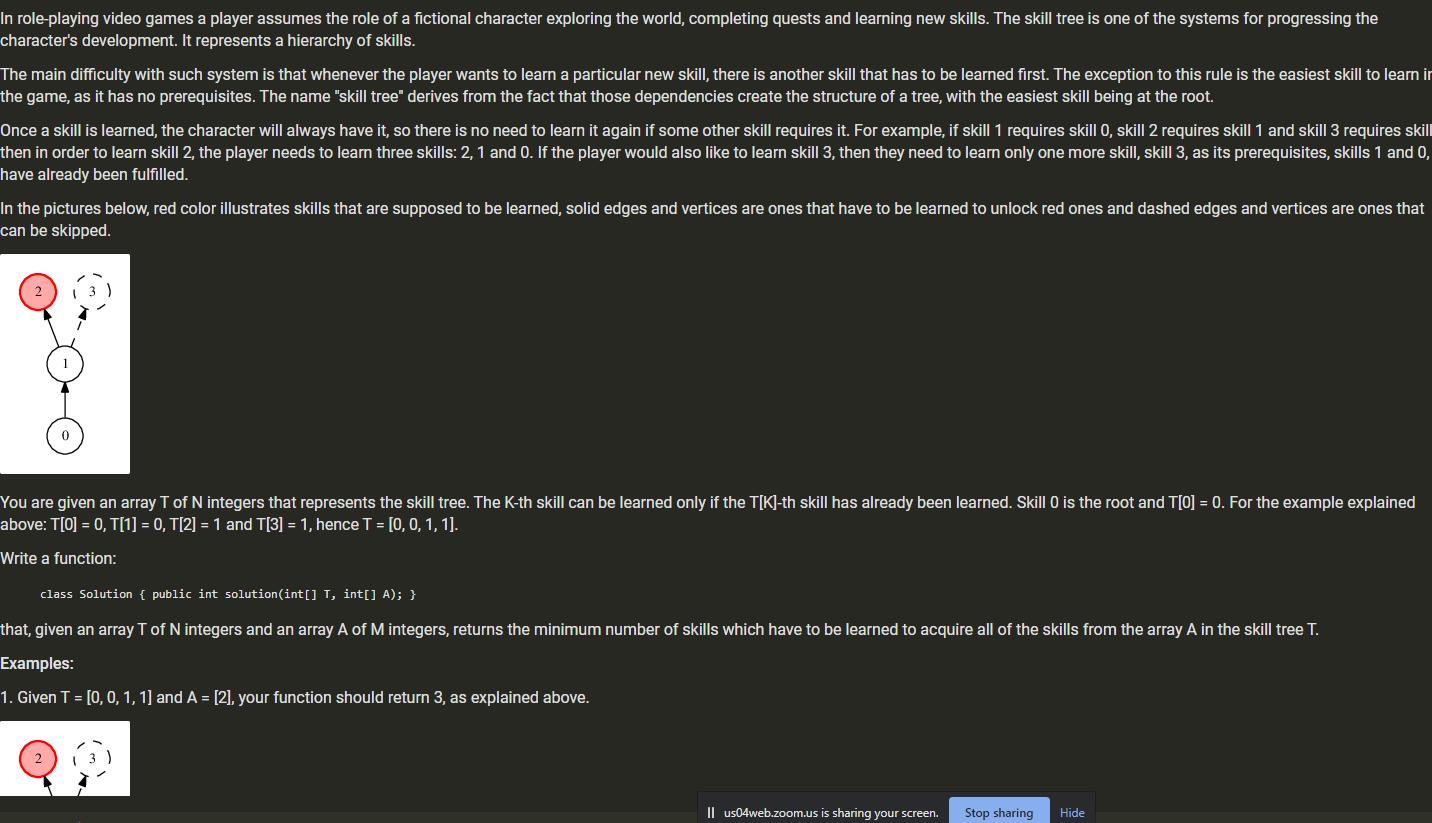 In role-playing video games a player assumes the role of a fictional character exploring the world, completing quests and learning new skills. The skill tree is one of the systems for progressing the
character's development. It represents a hierarchy of skills.
The main difficulty with such system is that whenever the player wants to learn a particular new skill, there is another skill that has to be learned first. The exception to this rule is the easiest skill to learn in
the game, as it has no prerequisites. The name "skill tree" derives from the fact that those dependencies create the structure of a tree, with the easiest skill being at the root.
Once a skill is learned, the character will always have it, so there is no need to learn it again if some other skill requires it. For example, if skill 1 requires skill 0, skill 2 requires skill 1 and skill 3 requires skill
then in order to learn skill 2, the player needs to learn three skills: 2, 1 and 0. If the player would also like to learn skill 3, then they need to learn only one more skill, skill 3, as its prerequisites, skills 1 and 0,
have already been fulfilled.
In the pictures below, red color illustrates skills that are supposed to be learned, solid edges and vertices are ones that have to be learned to unlock red ones and dashed edges and vertices are ones that
can be skipped.
2 3
1
0
You are given an array T of N integers that represents the skill tree. The K-th skill can be learned only if the T[K]-th skill has already been learned. Skill 0 is the root and T[0] = 0. For the example explained
above: T[0] = 0, T[1] = 0, T[2] = 1 and T[3] = 1, hence T = [0, 0, 1, 1].
Write a function:
class Solution { public int solution(int[] T, int[] A); }
that, given an array T of N integers and an array A of M integers, returns the minimum number of skills which have to be learned to acquire all of the skills from the array A in the skill tree T.
Examples:
1. Given T = [0, 0, 1, 1] and A = [2], your function should return 3, as explained above.
2 3
us04web.zoom.us is sharing your screen. Stop sharing Hide